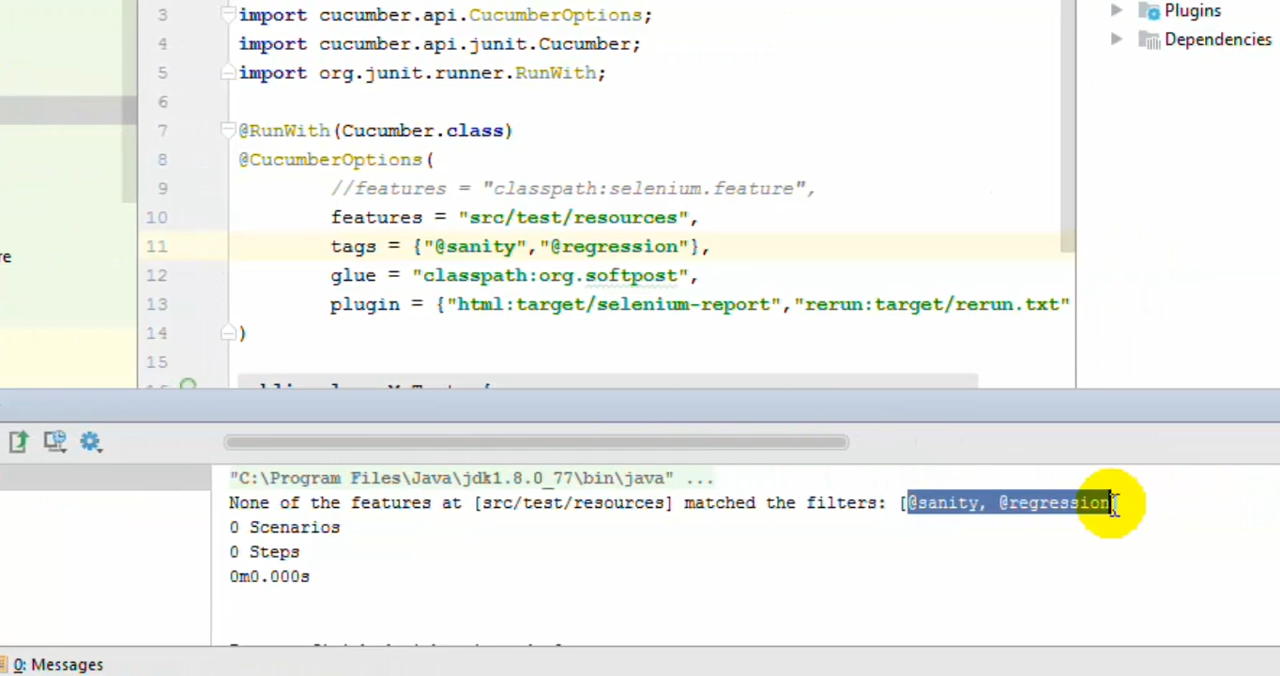 3 import cucumber.api.CucumberOptions;
4 import cucumber.api.junit.Cucumber;
5 import org.junit.runner.RunWith;
6
7 @RunWith(Cucumber.class)
8 @CucumberOptions(
9 //features = "classpath:selenium.feature",
10 features = "src/test/resources",
11 tags = {"@sanity","@regression"},
12 glue = "classpath:org.softpost",
13 plugin = {"html:target/selenium-report","rerun:target/rerun.txt"
14 )
15
Plugins
Dependencies
re
"C:\Program Files\Java\jdk1.8.0_77\bin\java" ...
None of the features at [src/test/resources] matched the filters: [@sanity, @regression
0 Scenarios
0 Steps
0m0.000s
0: Messages